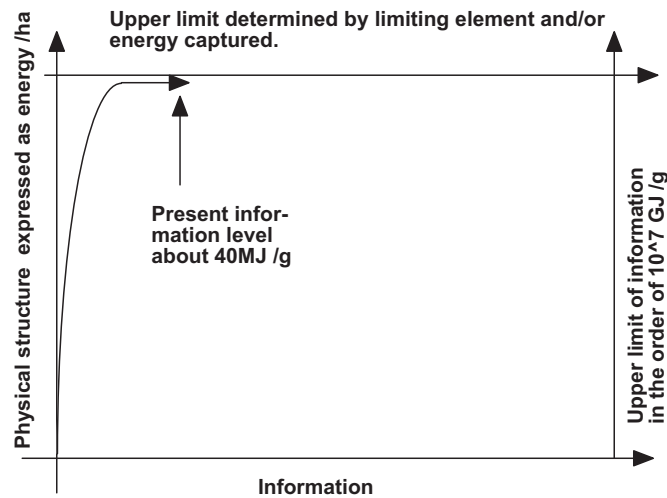 Upper limit determined by limiting element and/or
energy captured.
Physical structure expressed as energy /ha
Present infor-
mation level
about 40MJ /g
Upper limit of information
in the order of 10^7 GJ /g
Information